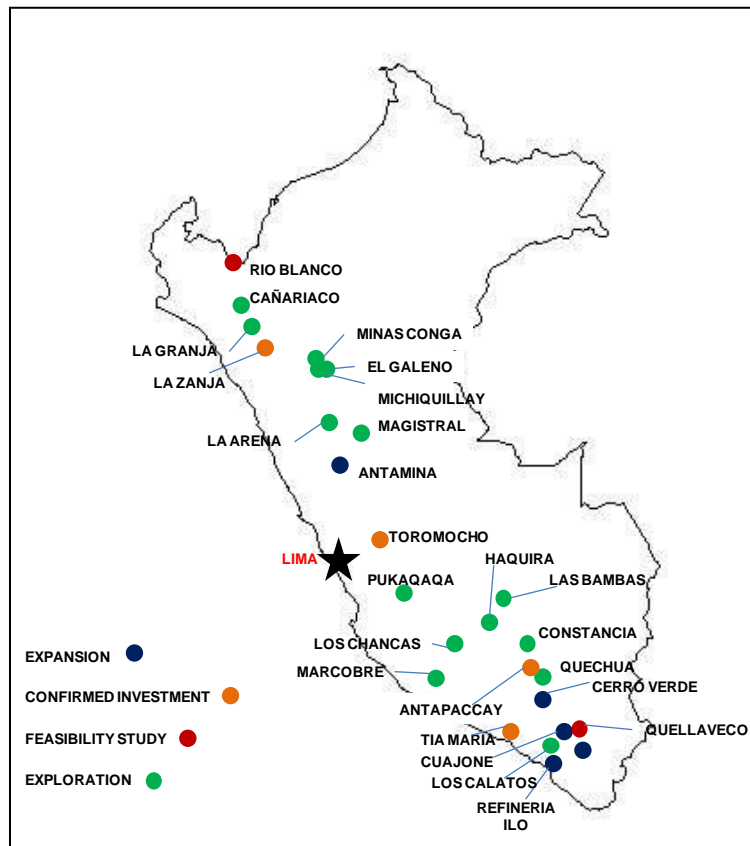 RIO BLANCO
CAÑARIACO
MINAS CONGA
LA GRANJA
EL GALENO
LA ZANJA
MICHIQUILLAY
MAGISTRAL
LA ARENA
ANTAMINA
TOROMOCHO
LIMA
HAQUIRA
PUKAQAQA
LAS BAMBAS
LOS CHANCAS
CONSTANCIA
EXPANSION
MARCOBRE
QUECHUA
CERRO VERDE
CONFIRMED INVESTMENT
ANTAPACCAY
QUELLAVECO
FEASIBILITY STUDY
TIA MARIA
CUAJONE
EXPLORATION
LOS CALATOS
REFINERIA
ILO